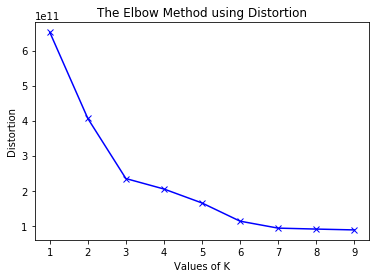 The Elbow Method using Distortion
1e11
6
5
4
3
2
1
Distortion
1 2 3 4 5 6 7 8 9
Values of K